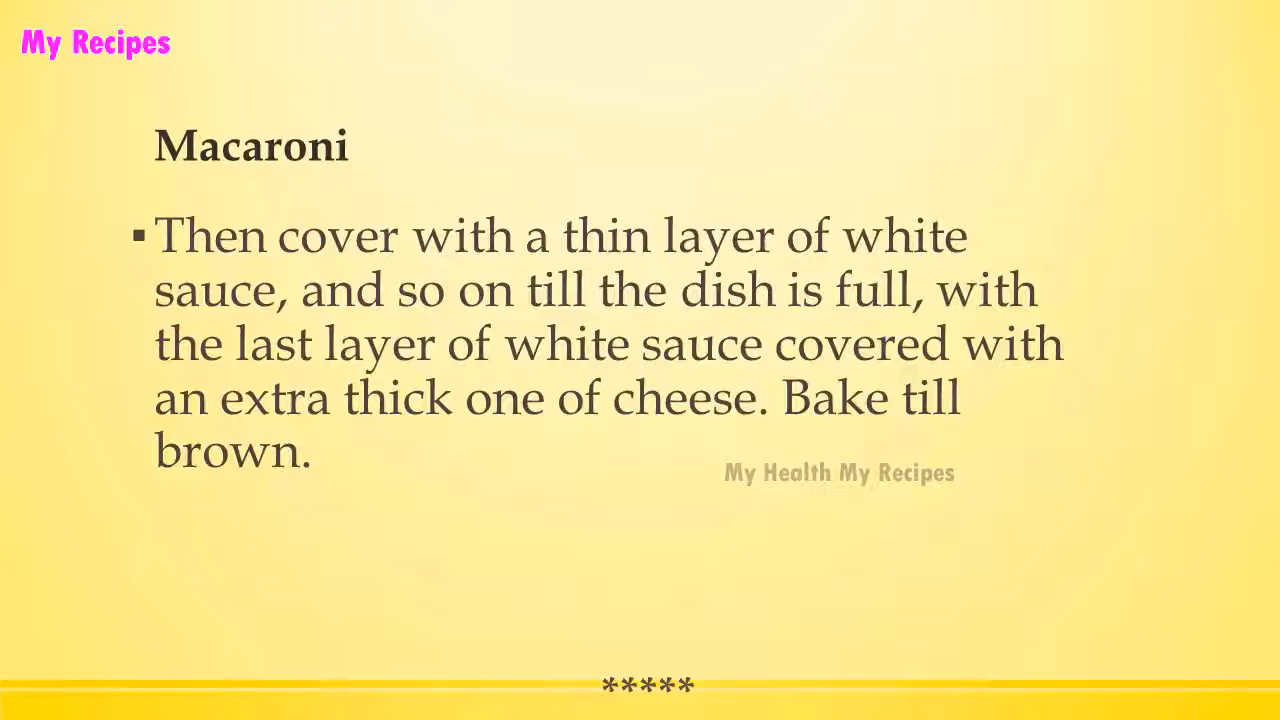 My Recipes
Macaroni
▪ Then cover with a thin layer of white
sauce, and so on till the dish is full, with
the last layer of white sauce covered with
an extra thick one of cheese. Bake till
brown.
My Health My Recipes
*****